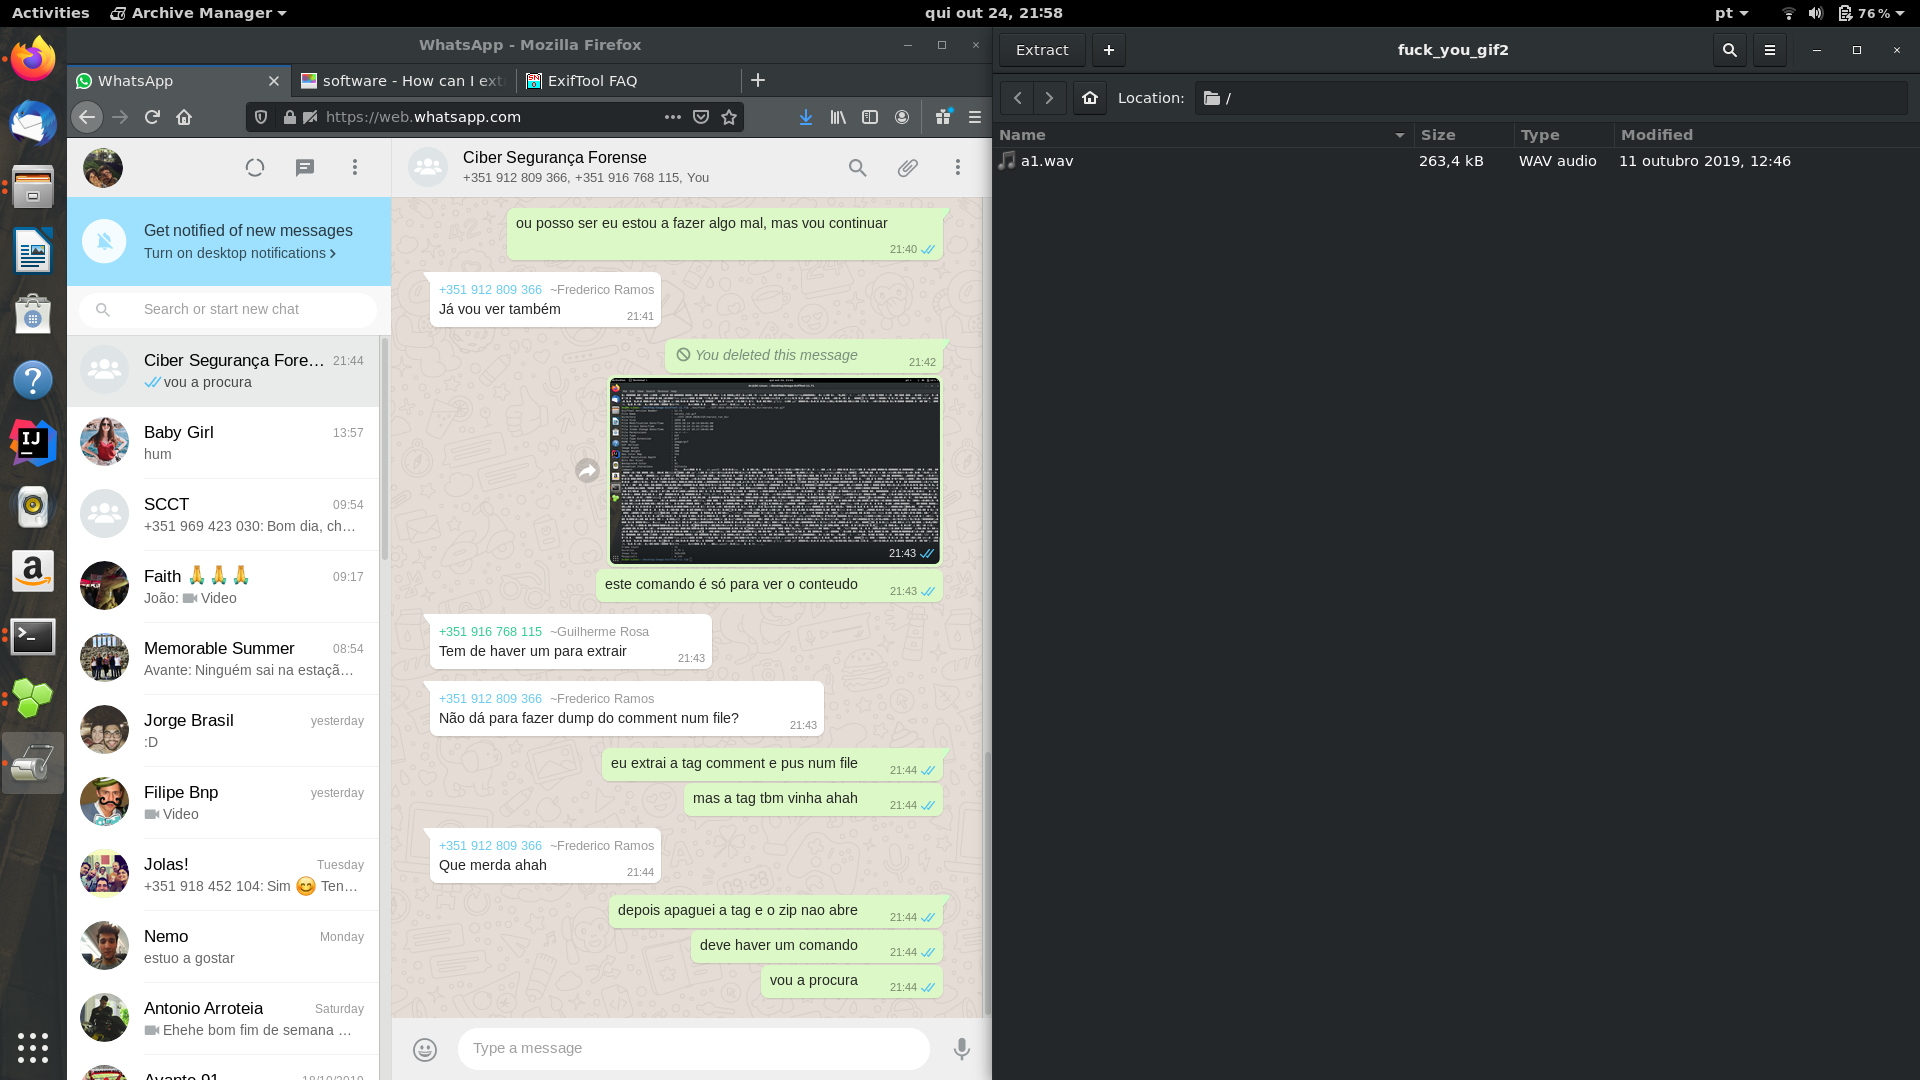 Activities
Archive Manager
qui out 24, 21:58
pt
76 %
WhatsApp - Mozilla Firefox
WhatsApp
software - How can I ext
ExifTool FAQ
https://web.whatsapp.com
Ciber Segurança Forense
+351 912 809 366, +351 916 768 115, You
Get notified of new messages
Turn on desktop notifications
Search or start new chat
Ciber Segurança Fore…
21:44
vou a procura
Baby Girl
13:57
hum
SCCT
09:54
+351 969 423 030: Bom dia, ch…
Faith 🙏🙏🙏
09:17
João: Video
Memorable Summer
08:54
Avante: Ninguém sai na estaçã…
Jorge Brasil
yesterday
:D
Filipe Bnp
yesterday
Video
Jolas!
Tuesday
+351 918 452 104: Sim 😊 Ten…
Nemo
Monday
estuo a gostar
Antonio Arroteia
Saturday
Ehehe bom fim de semana …
Avante 91
18/10/2019
ou posso ser eu estou a fazer algo mal, mas vou continuar
21:40
+351 912 809 366 ~Frederico Ramos
Já vou ver também
21:41
You deleted this message
21:42
21:43
este comando é só para ver o conteudo
21:43
+351 916 768 115 ~Guilherme Rosa
Tem de haver um para extrair
21:43
+351 912 809 366 ~Frederico Ramos
Não dá para fazer dump do comment num file?
21:43
eu extrai a tag comment e pus num file
21:44
mas a tag tbm vinha ahah
21:44
+351 912 809 366 ~Frederico Ramos
Que merda ahah
21:44
depois apaguei a tag e o zip nao abre
21:44
deve haver um comando
21:44
vou a procura
21:44
Type a message
Extract
fuck_you_gif2
Location:
/
Name
Size
Type
Modified
a1.wav
263,4 kB
WAV audio
11 outubro 2019, 12:46